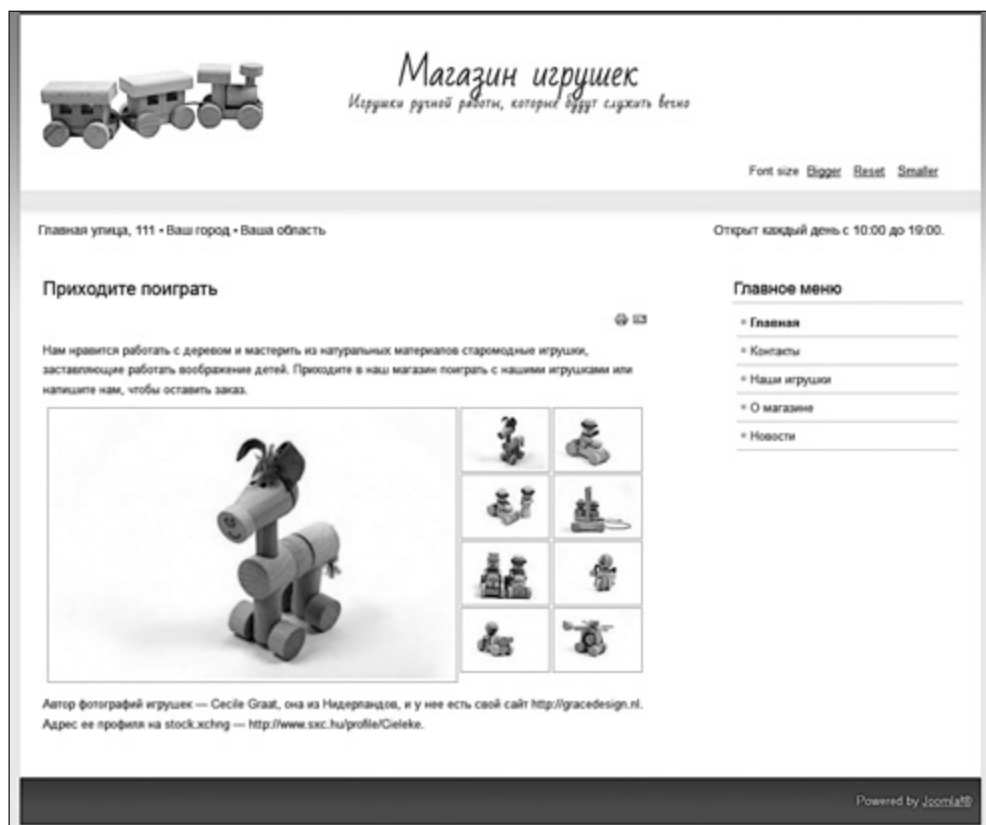 Магазин игрушек
Игрушки ручной работы, которые будут служить вечно
Font size Bigger Reset Smaller
Главная улица, 111 • Ваш город • Ваша область
Открыт каждый день с 10:00 до 19:00.
Приходите поиграть
Нам нравится работать с деревом и мастерить из натуральных материалов старомодные игрушки,
заставляющие работать воображение детей. Приходите в наш магазин поиграть с нашими игрушками или
напишите нам, чтобы оставить заказ.
Автор фотографий игрушек — Cecile Graat, она из Нидерландов, и у нее есть свой сайт http://gracedesign.nl.
Адрес ее профиля на stock.xchng — http://www.sxc.hu/profile/Cieleke.
Главное меню
Главная
Контакты
Наши игрушки
О магазине
Новости
Powered by Joomla!®